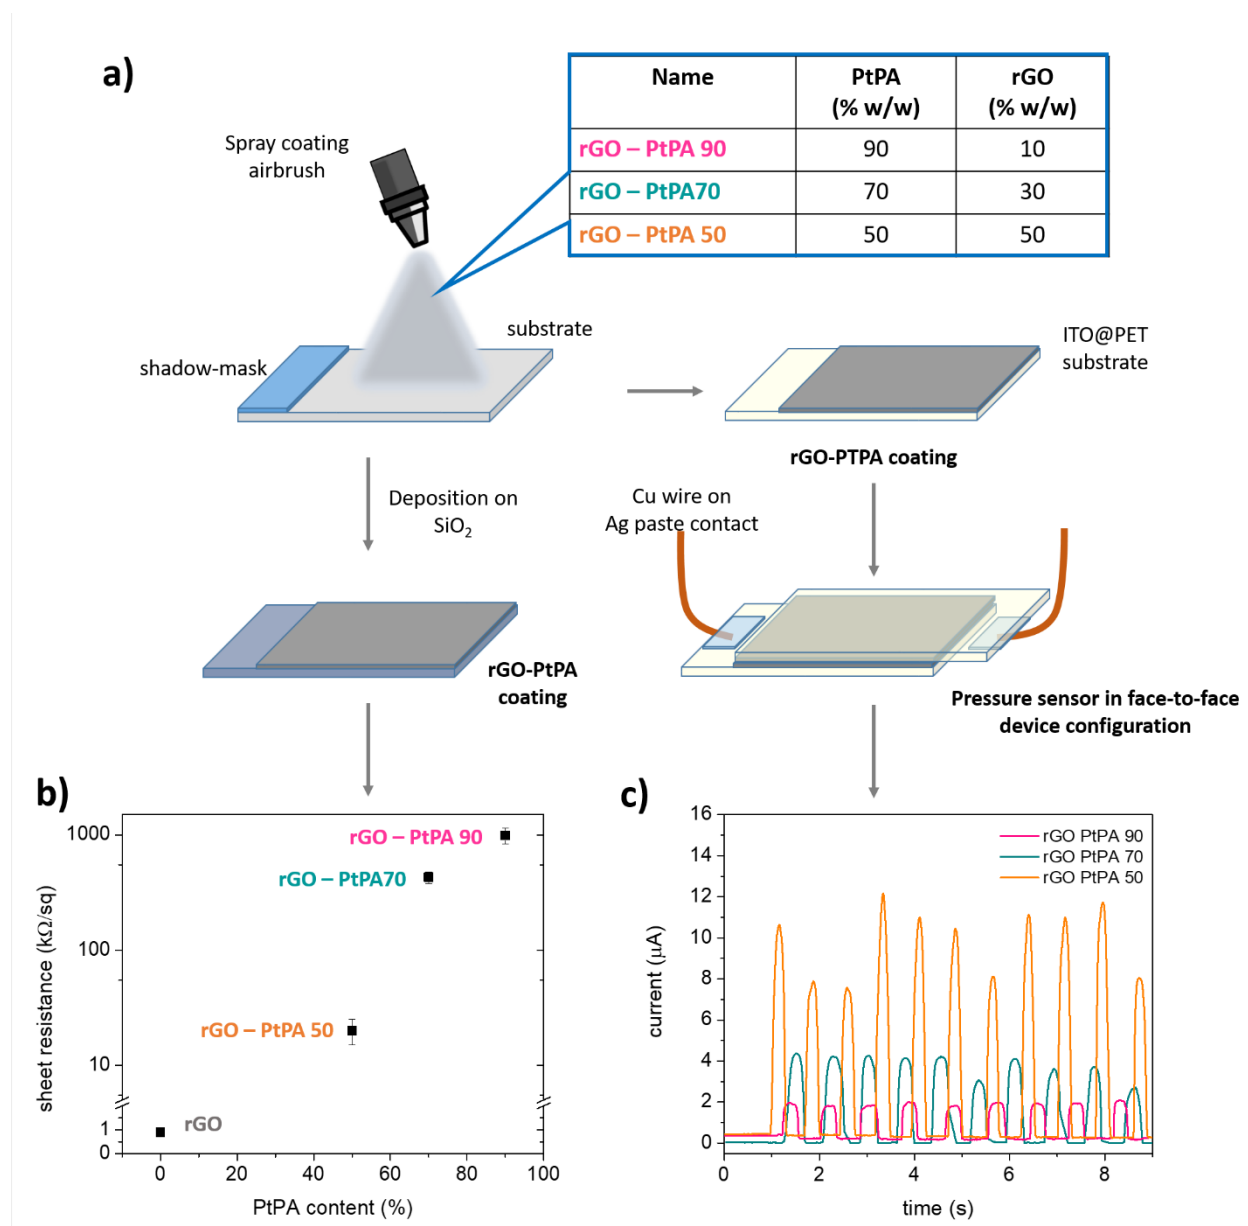 a)
Name PtPA (% w/w) rGO (% w/w)
rGO – PtPA 90 90 10
rGO – PtPA70 70 30
rGO – PtPA 50 50 50
Spray coating
airbrush
substrate
shadow-mask
ITO@PET
substrate
rGO-PTPA coating
Deposition on
SiO₂
Cu wire on
Ag paste contact
rGO-PtPA
coating
Pressure sensor in face-to-face
device configuration
b)
sheet resistance (kΩ/sq)
1000
100
10
1
0
rGO – PtPA 90
rGO – PtPA70
rGO – PtPA 50
rGO
0 20 40 60 80 100
PtPA content (%)
c)
current (μA)
16
14
12
10
8
6
4
2
0
rGO PtPA 90
rGO PtPA 70
rGO PtPA 50
0 2 4 6 8
time (s)